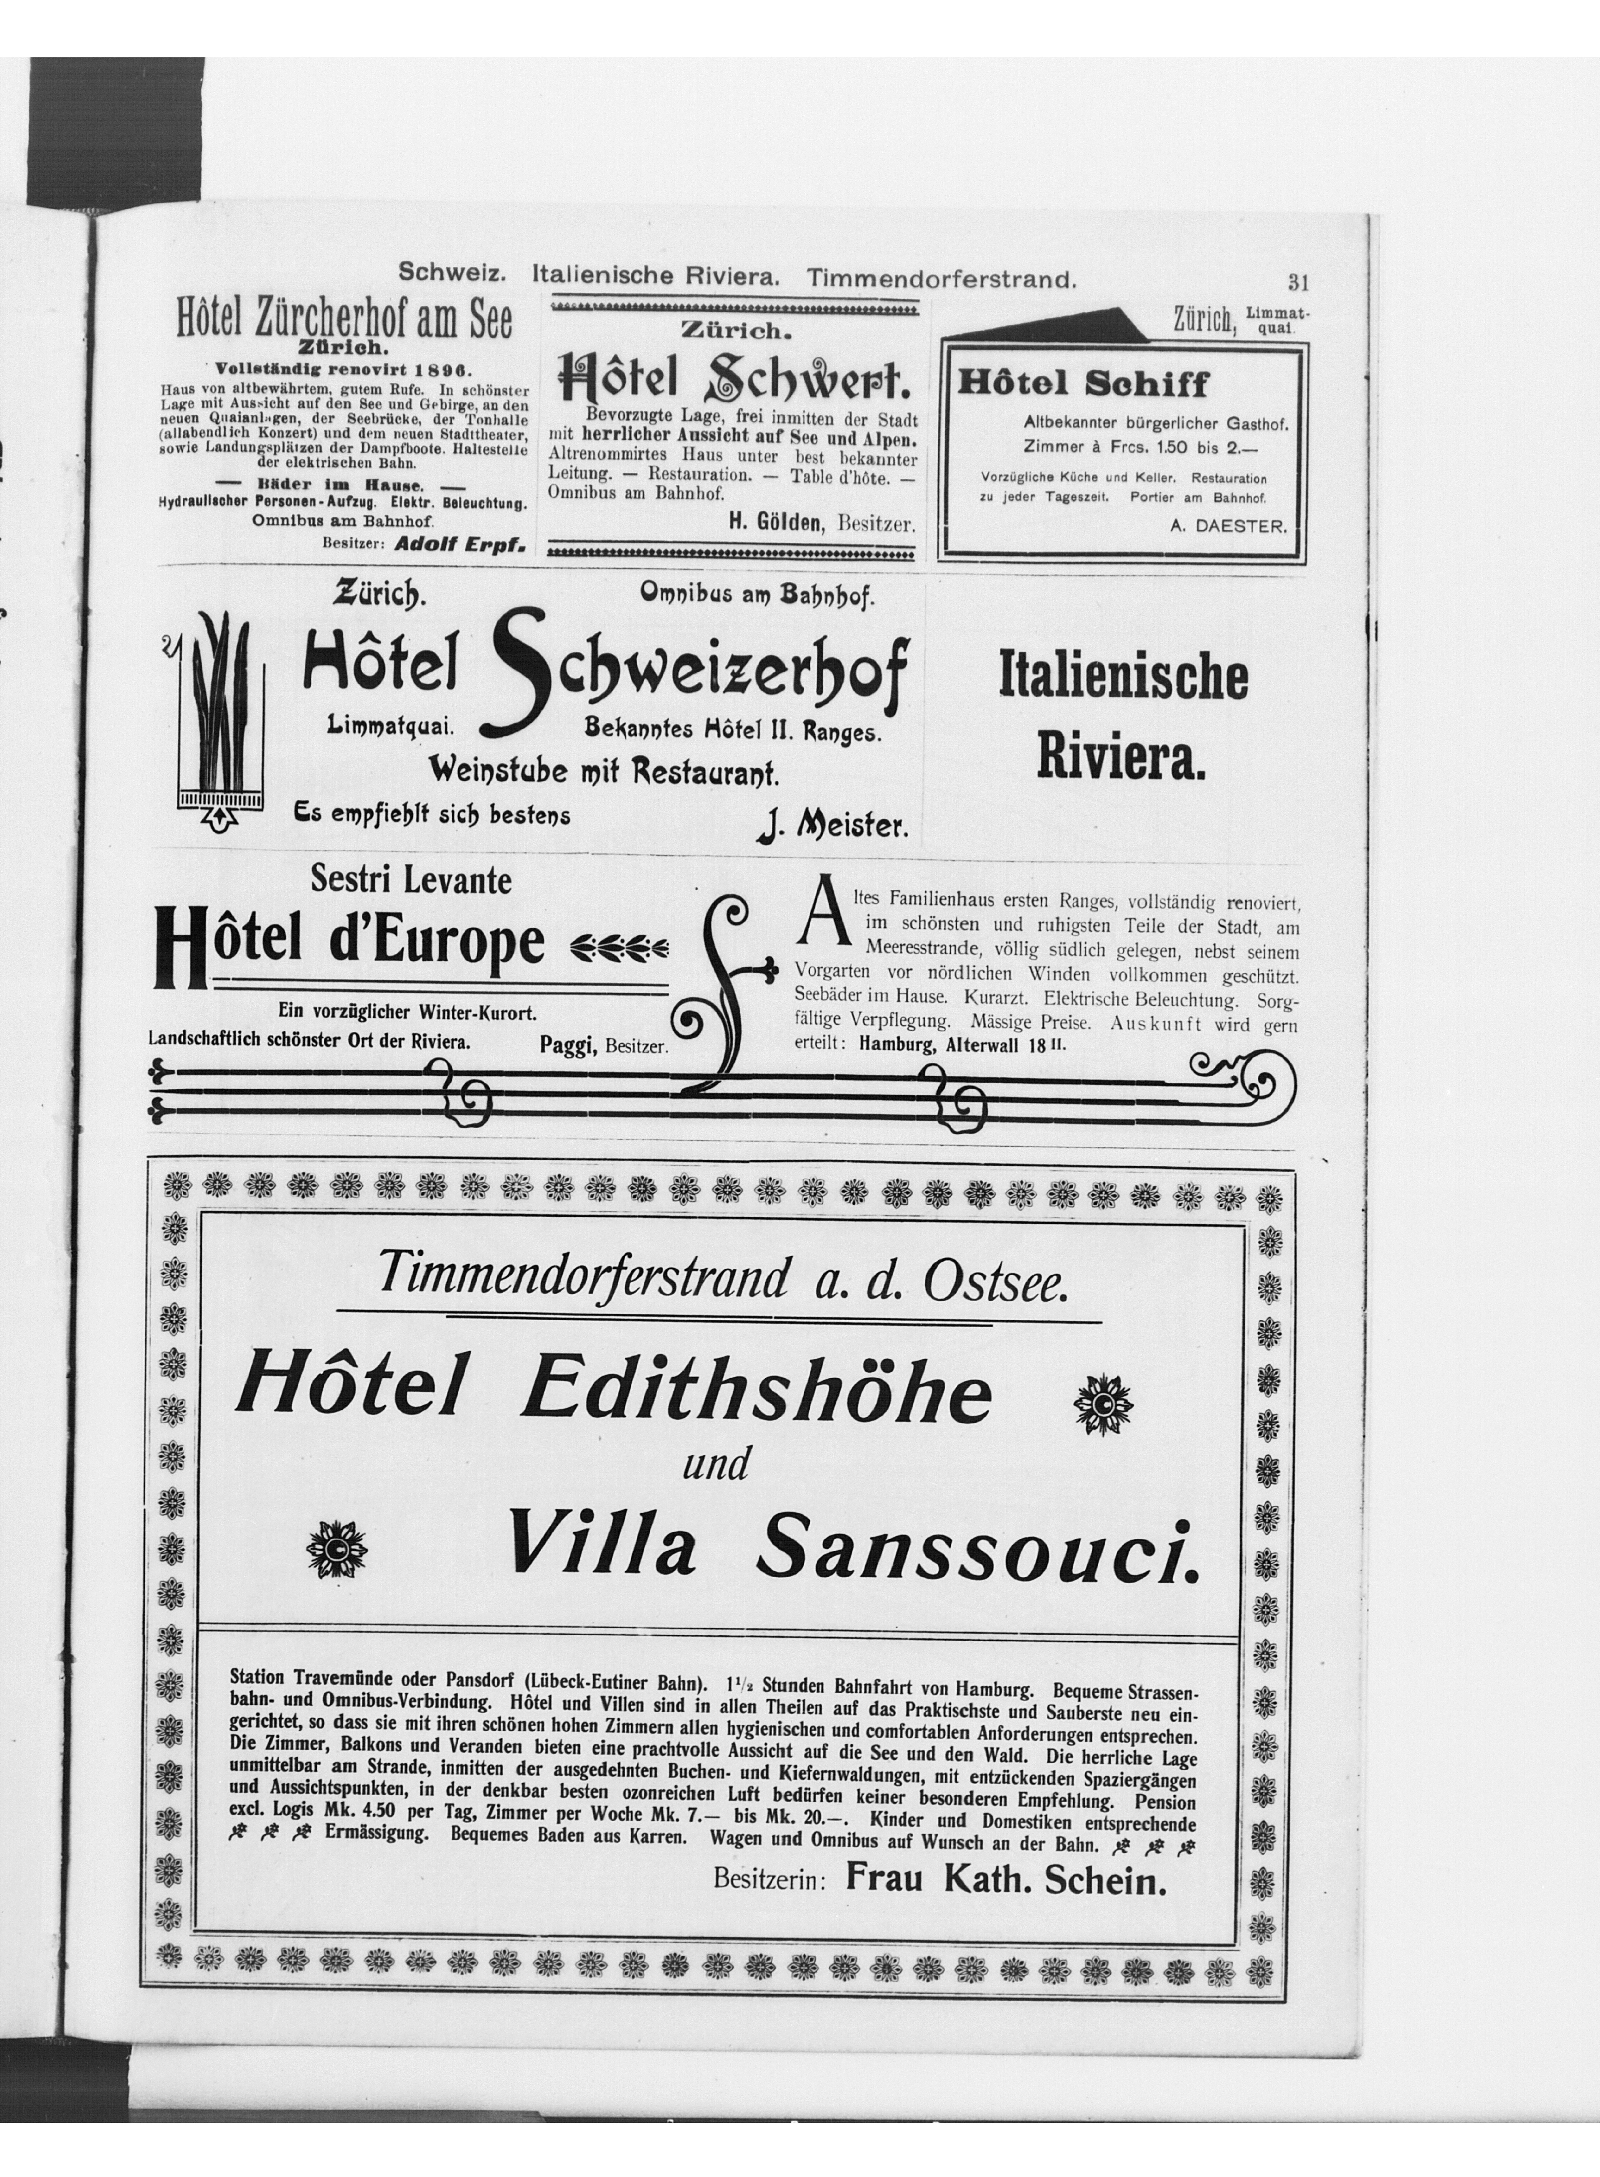 Schweiz. Italienische Riviera. Timmendorferstrand.
31
Hôtel Zürcherhof am See
Zürich.
Vollständig renovirt 1896.
Haus von altbewährtem, gutem Rufe. In schönster
Lage mit Aussicht auf den See und Gebirge, an den
neuen Quaianlagen, der Seebrücke, der Tonhalle
(allabendlich Konzert) und dem neuen Stadttheater,
sowie Landungsplätzen der Dampfboote. Haltestelle
der elektrischen Bahn.
— Bäder im Hause. —
Hydraulischer Personen-Aufzug. Elektr. Beleuchtung.
Omnibus am Bahnhof.
Besitzer: Adolf Erpf.
Zürich.
Hôtel Schwert.
Bevorzugte Lage, frei inmitten der Stadt
mit herrlicher Aussicht auf See und Alpen.
Altrenommirtes Haus unter best bekannter
Leitung. — Restauration. — Table d'hôte. —
Omnibus am Bahnhof.
H. Gölden, Besitzer.
Zürich, Limmat-
quai.
Hôtel Schiff
Altbekannter bürgerlicher Gasthof.
Zimmer à Frcs. 1.50 bis 2.—
Vorzügliche Küche und Keller. Restauration
zu jeder Tageszeit. Portier am Bahnhof.
A. DAESTER.
Zürich. Omnibus am Bahnhof.
Hôtel Schweizerhof
Limmatquai. Bekanntes Hôtel II. Ranges.
Weinstube mit Restaurant.
Es empfiehlt sich bestens
J. Meister.
Italienische
Riviera.
Sestri Levante
Hôtel d'Europe
Ein vorzüglicher Winter-Kurort.
Landschaftlich schönster Ort der Riviera. Paggi, Besitzer.
Altes Familienhaus ersten Ranges, vollständig renoviert,
im schönsten und ruhigsten Teile der Stadt, am
Meeresstrande, völlig südlich gelegen, nebst seinem
Vorgarten vor nördlichen Winden vollkommen geschützt.
Seebäder im Hause. Kurarzt. Elektrische Beleuchtung. Sorg-
fältige Verpflegung. Mässige Preise. Auskunft wird gern
erteilt: Hamburg, Alterwall 18 II.
Timmendorferstrand a. d. Ostsee.
Hôtel Edithshöhe
und
Villa Sanssouci.
Station Travemünde oder Pansdorf (Lübeck-Eutiner Bahn). 1½ Stunden Bahnfahrt von Hamburg. Bequeme Strassen-
bahn- und Omnibus-Verbindung. Hôtel und Villen sind in allen Theilen auf das Praktischste und Sauberste neu ein-
gerichtet, so dass sie mit ihren schönen hohen Zimmern allen hygienischen und comfortablen Anforderungen entsprechen.
Die Zimmer, Balkons und Veranden bieten eine prachtvolle Aussicht auf die See und den Wald. Die herrliche Lage
unmittelbar am Strande, inmitten der ausgedehnten Buchen- und Kiefernwaldungen, mit entzückenden Spaziergängen
und Aussichtspunkten, in der denkbar besten ozonreichen Luft bedürfen keiner besonderen Empfehlung. Pension
excl. Logis Mk. 4.50 per Tag, Zimmer per Woche Mk. 7.— bis Mk. 20.—. Kinder und Domestiken entsprechende
Ermässigung. Bequemes Baden aus Karren. Wagen und Omnibus auf Wunsch an der Bahn.
Besitzerin: Frau Kath. Schein.